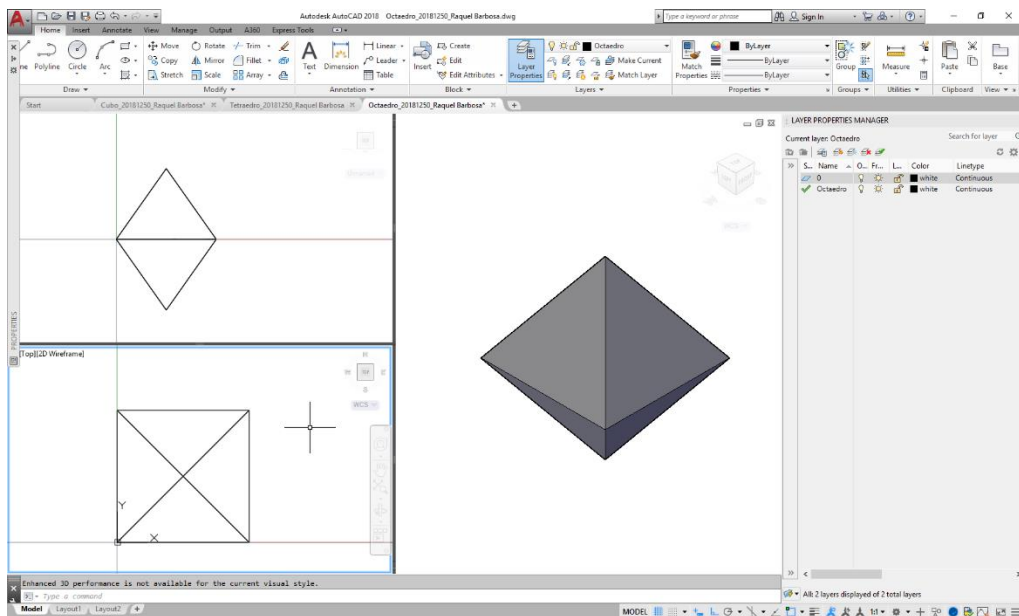 Autodesk AutoCAD 2018 Octaedro_20181250_Raquel Barbosa.dwg
Type a keyword or phrase
Sign In
Home Insert Annotate View Manage Output A360 Express Tools
Polyline Circle Arc
Move Rotate Trim
Copy Mirror Fillet
Stretch Scale Array
Text Dimension
Linear
Leader
Table
Insert
Create
Edit
Edit Attributes
Layer
Properties
Octaedro
Make Current
Match Layer
Match
Properties
ByLayer
ByLayer
ByLayer
Group
Measure
Paste
Base
Draw Modify Annotation Block Layers Properties Groups Utilities Clipboard View
Start Cubo_20181250_Raquel Barbosa* Tetraedro_20181250_Raquel Barbosa Octaedro_20181250_Raquel Barbosa*
PROPERTIES
[Top][2D Wireframe]
WCS
Y
X
WCS
LAYER PROPERTIES MANAGER
Current layer: Octaedro
Search for layer
S... Name O... Fr... L... Color Linetype
0 white Continuous
Octaedro white Continuous
All: 2 layers displayed of 2 total layers
Enhanced 3D performance is not available for the current visual style.
Type a command
Model Layout1 Layout2
MODEL 1:1